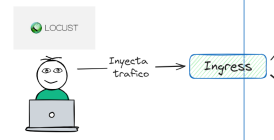 LOCUST
Inyecta
trafico
Ingress